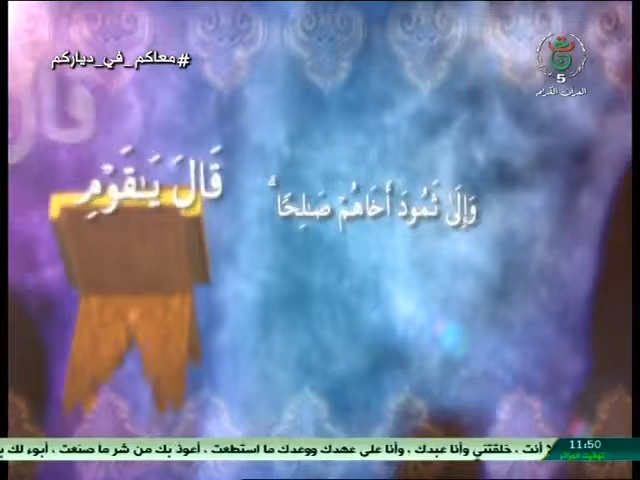 #معاكم_في_دياركم
5
القرآن الكريم
وَإِلَىٰ ثَمُودَ أَخَاهُمْ صَـٰلِحًا ۚ قَالَ يَـٰقَوْمِ
قال
أنت ، خلقتني وأنا عبدك ، وأنا على عهدك ووعدك ما استطعت ، أعوذ بك من شر ما صنعت ، أبوء لك
11:50
توقيت الجزائر